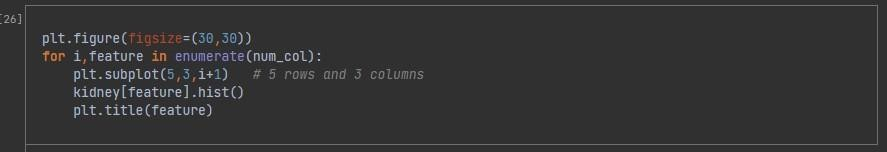 [26]
plt.figure(figsize=(30,30))
for i,feature in enumerate(num_col):
    plt.subplot(5,3,i+1)   # 5 rows and 3 columns
    kidney[feature].hist()
    plt.title(feature)